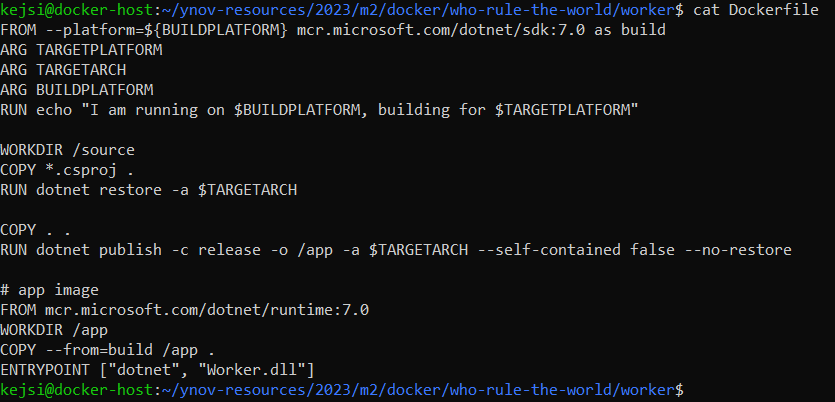 kejsi@docker-host:~/ynov-resources/2023/m2/docker/who-rule-the-world/worker$ cat Dockerfile
FROM --platform=${BUILDPLATFORM} mcr.microsoft.com/dotnet/sdk:7.0 as build
ARG TARGETPLATFORM
ARG TARGETARCH
ARG BUILDPLATFORM
RUN echo "I am running on $BUILDPLATFORM, building for $TARGETPLATFORM"

WORKDIR /source
COPY *.csproj .
RUN dotnet restore -a $TARGETARCH

COPY . .
RUN dotnet publish -c release -o /app -a $TARGETARCH --self-contained false --no-restore

# app image
FROM mcr.microsoft.com/dotnet/runtime:7.0
WORKDIR /app
COPY --from=build /app .
ENTRYPOINT ["dotnet", "Worker.dll"]
kejsi@docker-host:~/ynov-resources/2023/m2/docker/who-rule-the-world/worker$